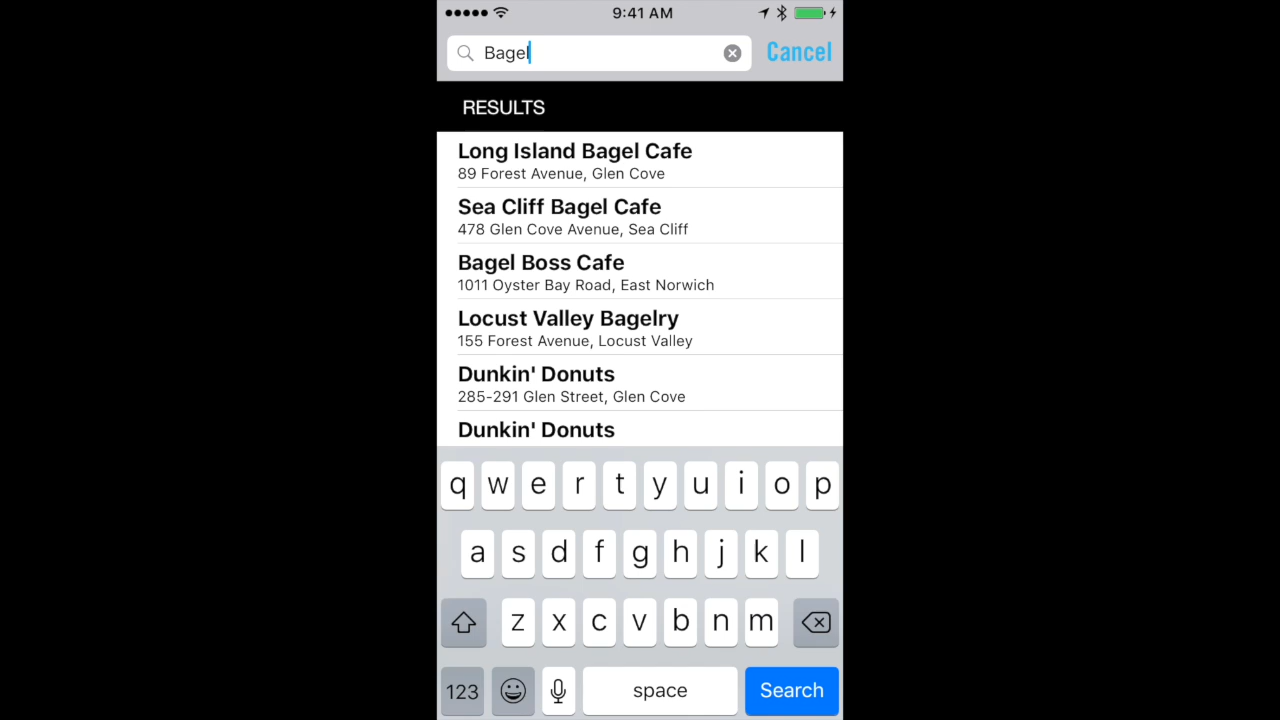 9:41 AM
Bagel
Cancel
RESULTS
Long Island Bagel Cafe
89 Forest Avenue, Glen Cove
Sea Cliff Bagel Cafe
478 Glen Cove Avenue, Sea Cliff
Bagel Boss Cafe
1011 Oyster Bay Road, East Norwich
Locust Valley Bagelry
155 Forest Avenue, Locust Valley
Dunkin' Donuts
285-291 Glen Street, Glen Cove
Dunkin' Donuts
q w e r t y u i o p
a s d f g h j k l
z x c v b n m
123 space Search